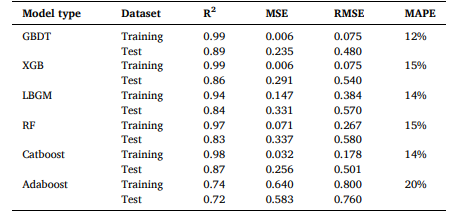 Model type Dataset R² MSE RMSE MAPE
GBDT Training 0.99 0.006 0.075 12%
Test 0.89 0.235 0.480
XGB Training 0.99 0.006 0.075 15%
Test 0.86 0.291 0.540
LBGM Training 0.94 0.147 0.384 14%
Test 0.84 0.331 0.570
RF Training 0.97 0.071 0.267 15%
Test 0.83 0.337 0.580
Catboost Training 0.98 0.032 0.178 14%
Test 0.87 0.256 0.501
Adaboost Training 0.74 0.640 0.800 20%
Test 0.72 0.583 0.760